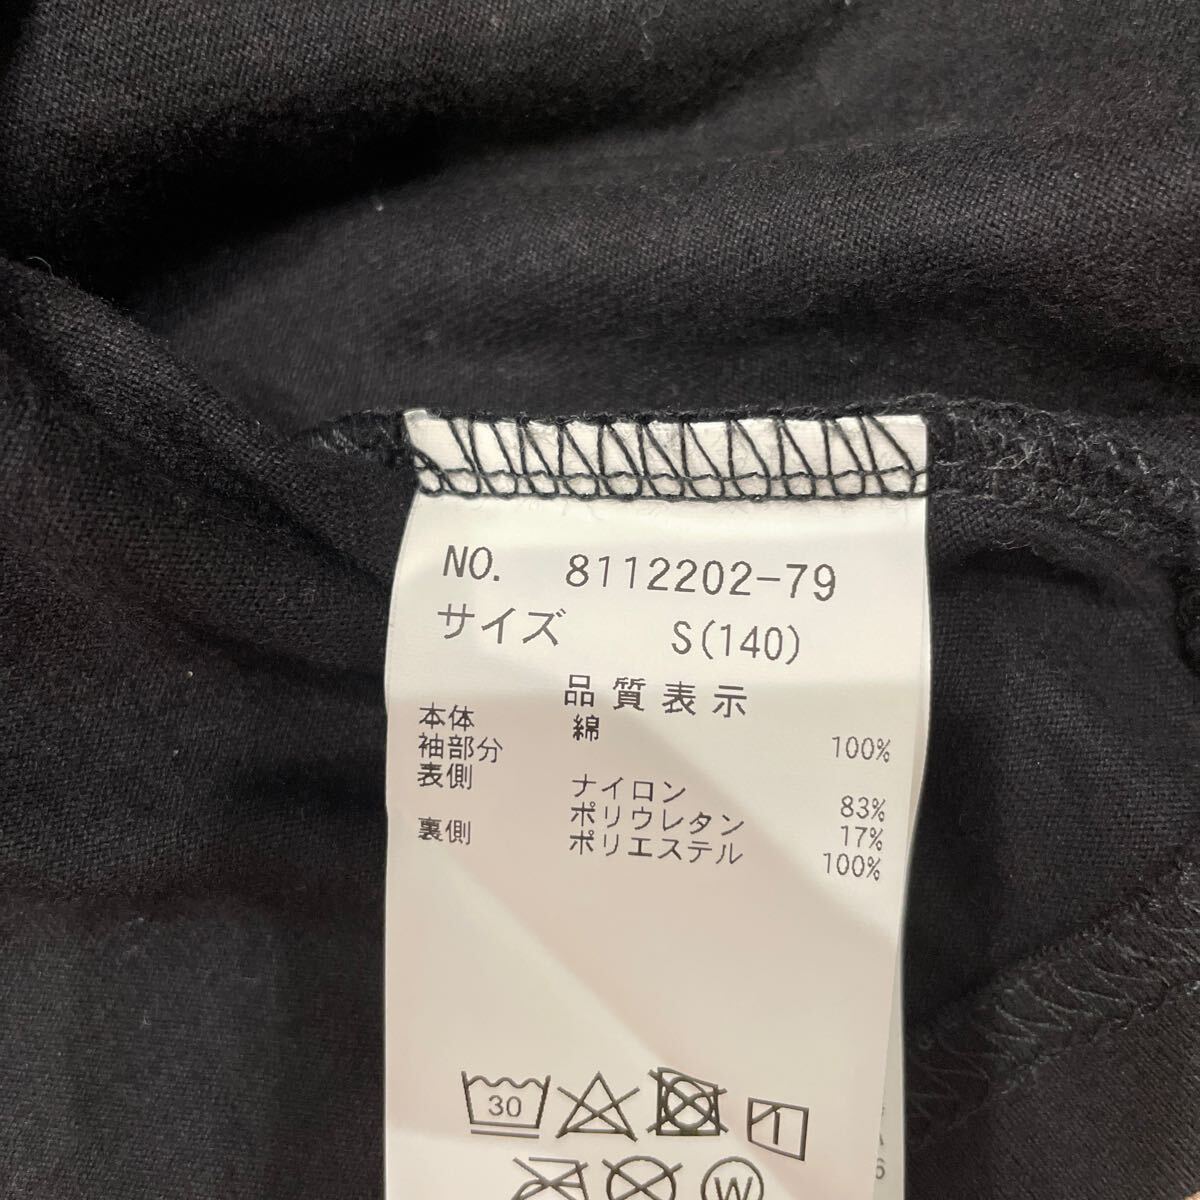 NO. 8112202-79
サイズ S(140)
品質表示
本体 綿 100%
袖部分
表側 ナイロン 83%
ポリウレタン 17%
裏側 ポリエステル 100%
30
W
6